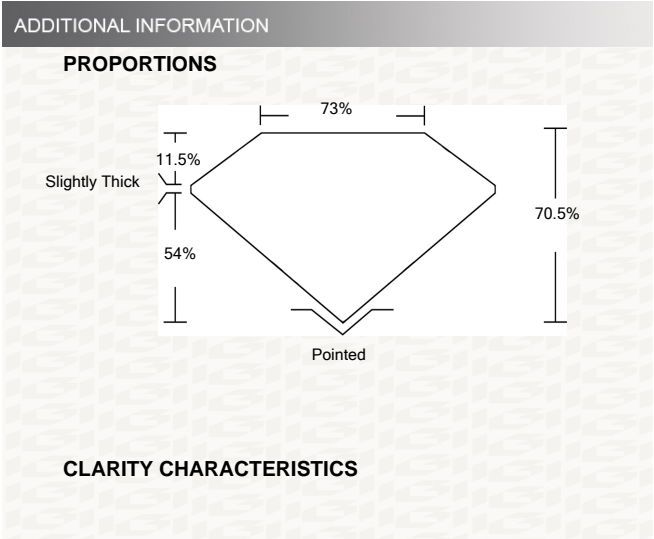 ADDITIONAL INFORMATION
PROPORTIONS
73%
11.5%
Slightly Thick
70.5%
54%
Pointed
CLARITY CHARACTERISTICS